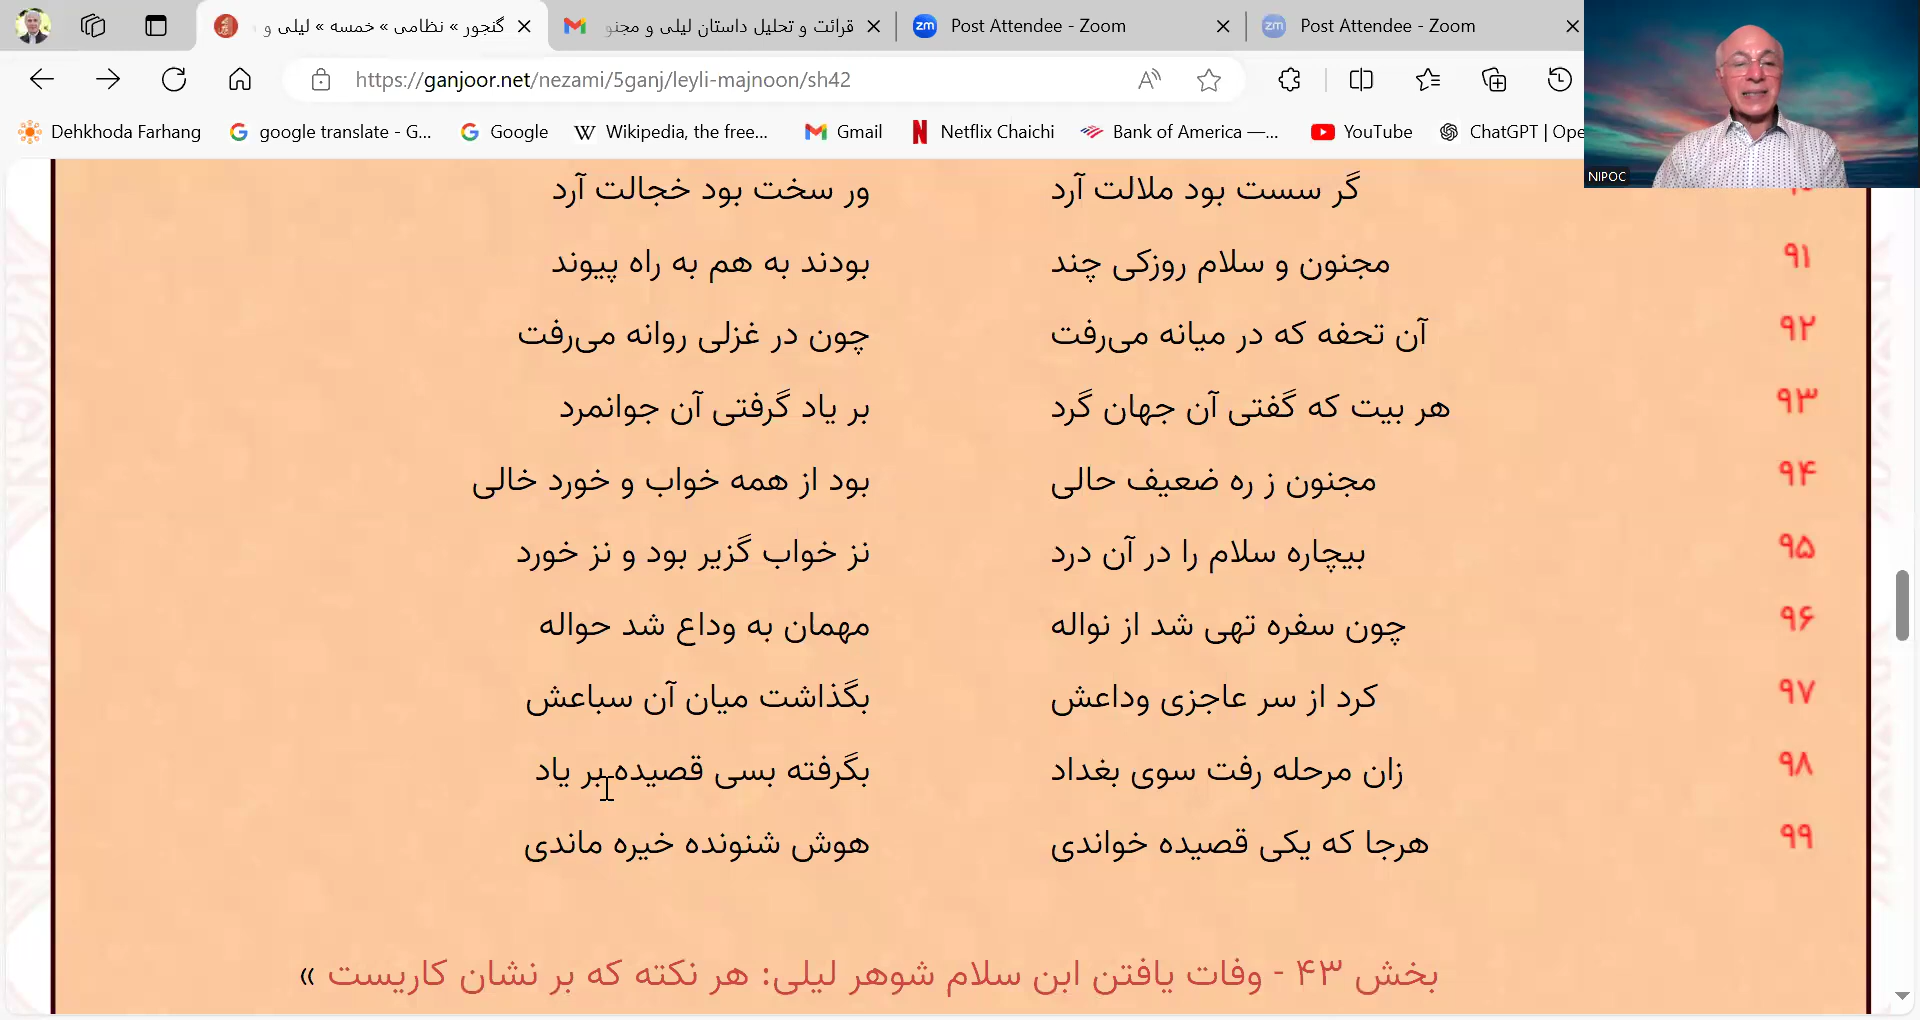 گنجور » نظامی » خمسه » لیلی و
قرائت و تحلیل داستان لیلی و مجنو
zm Post Attendee - Zoom
zm Post Attendee - Zoom
https://ganjoor.net/nezami/5ganj/leyli-majnoon/sh42
Dehkhoda Farhang
google translate - G...
Google
Wikipedia, the free...
Gmail
Netflix Chaichi
Bank of America —...
YouTube
ChatGPT | Ope
NIPOC
گر سست بود ملالت آرد ور سخت بود خجالت آرد
۹۱ مجنون و سلام روزکی چند بودند به هم به راه پیوند
۹۲ آن تحفه که در میانه می‌رفت چون در غزلی روانه می‌رفت
۹۳ هر بیت که گفتی آن جهان گرد بر یاد گرفتی آن جوانمرد
۹۴ مجنون ز ره ضعیف حالی بود از همه خواب و خورد خالی
۹۵ بیچاره سلام را در آن درد نز خواب گزیر بود و نز خورد
۹۶ چون سفره تهی شد از نواله مهمان به وداع شد حواله
۹۷ کرد از سر عاجزی وداعش بگذاشت میان آن سباعش
۹۸ زان مرحله رفت سوی بغداد بگرفته بسی قصیده بر یاد
۹۹ هرجا که یکی قصیده خواندی هوش شنونده خیره ماندی
بخش ۴۳ - وفات یافتن ابن سلام شوهر لیلی: هر نکته که بر نشان کاریست »